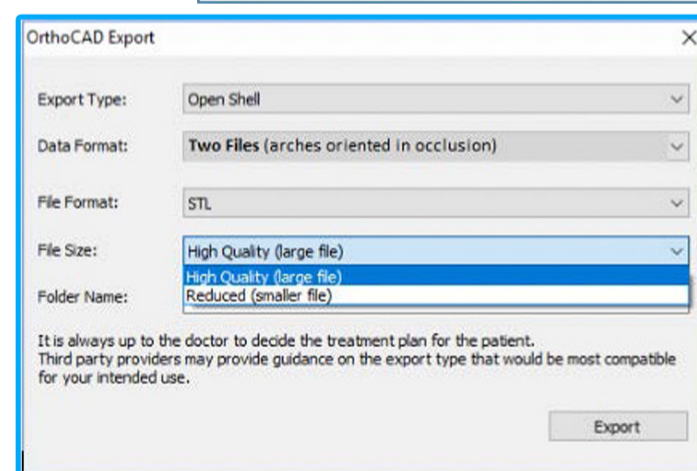 OrthoCAD Export
Export Type: Open Shell
Data Format: Two Files (arches oriented in occlusion)
File Format: STL
File Size: High Quality (large file)
High Quality (large file)
Reduced (smaller file)
Folder Name:
It is always up to the doctor to decide the treatment plan for the patient.
Third party providers may provide guidance on the export type that would be most compatible
for your intended use.
Export